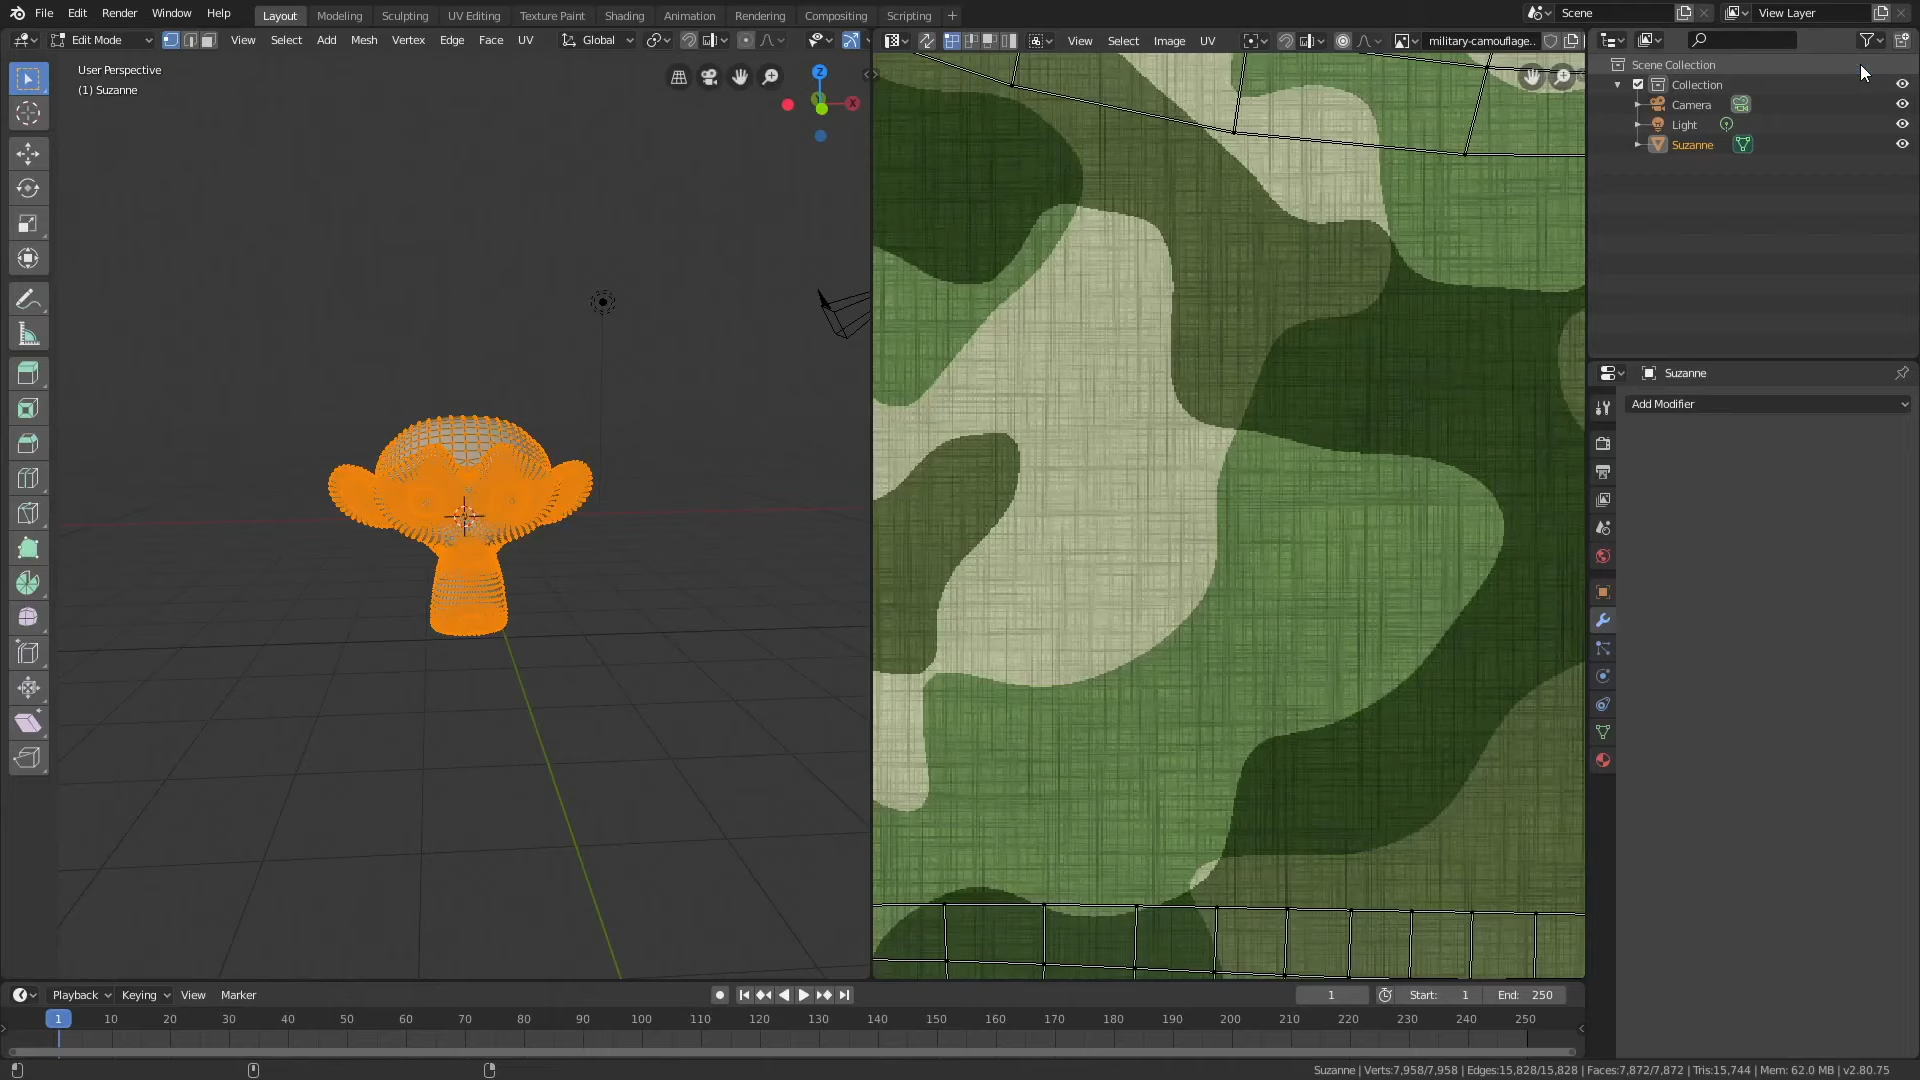 File Edit Render Window Help Layout Modeling Sculpting UV Editing Texture Paint Shading Animation Rendering Compositing Scripting + Scene View Layer
Edit Mode View Select Add Mesh Vertex Edge Face UV Global View Select Image UV military-camouflage..
User Perspective
(1) Suzanne
Z
X
Scene Collection
Collection
Camera
Light
Suzanne
Suzanne
Add Modifier
Playback Keying View Marker 1 Start: 1 End: 250
1 10 20 30 40 50 60 70 80 90 100 110 120 130 140 150 160 170 180 190 200 210 220 230 240 250
Suzanne | Verts:7,958/7,958 | Edges:15,828/15,828 | Faces:7,872/7,872 | Tris:15,744 | Mem: 62.0 MB | v2.80.75